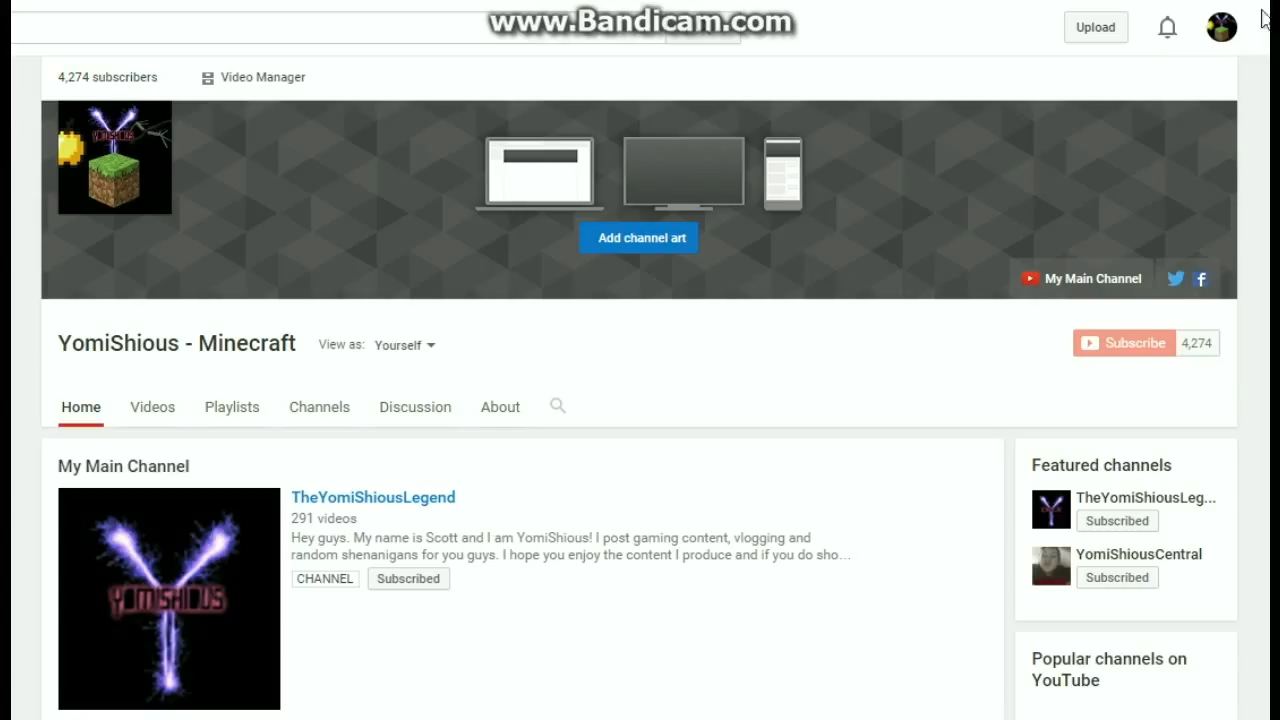 www.Bandicam.com
Upload
4,274 subscribers
Video Manager
YOMISHIOUS
Add channel art
My Main Channel
YomiShious - Minecraft
View as: Yourself
Subscribe 4,274
Home Videos Playlists Channels Discussion About
My Main Channel
YOMISHIOUS
TheYomiShiousLegend
291 videos
Hey guys. My name is Scott and I am YomiShious! I post gaming content, vlogging and
random shenanigans for you guys. I hope you enjoy the content I produce and if you do sho...
CHANNEL Subscribed
Featured channels
TheYomiShiousLeg...
Subscribed
YomiShiousCentral
Subscribed
Popular channels on
YouTube